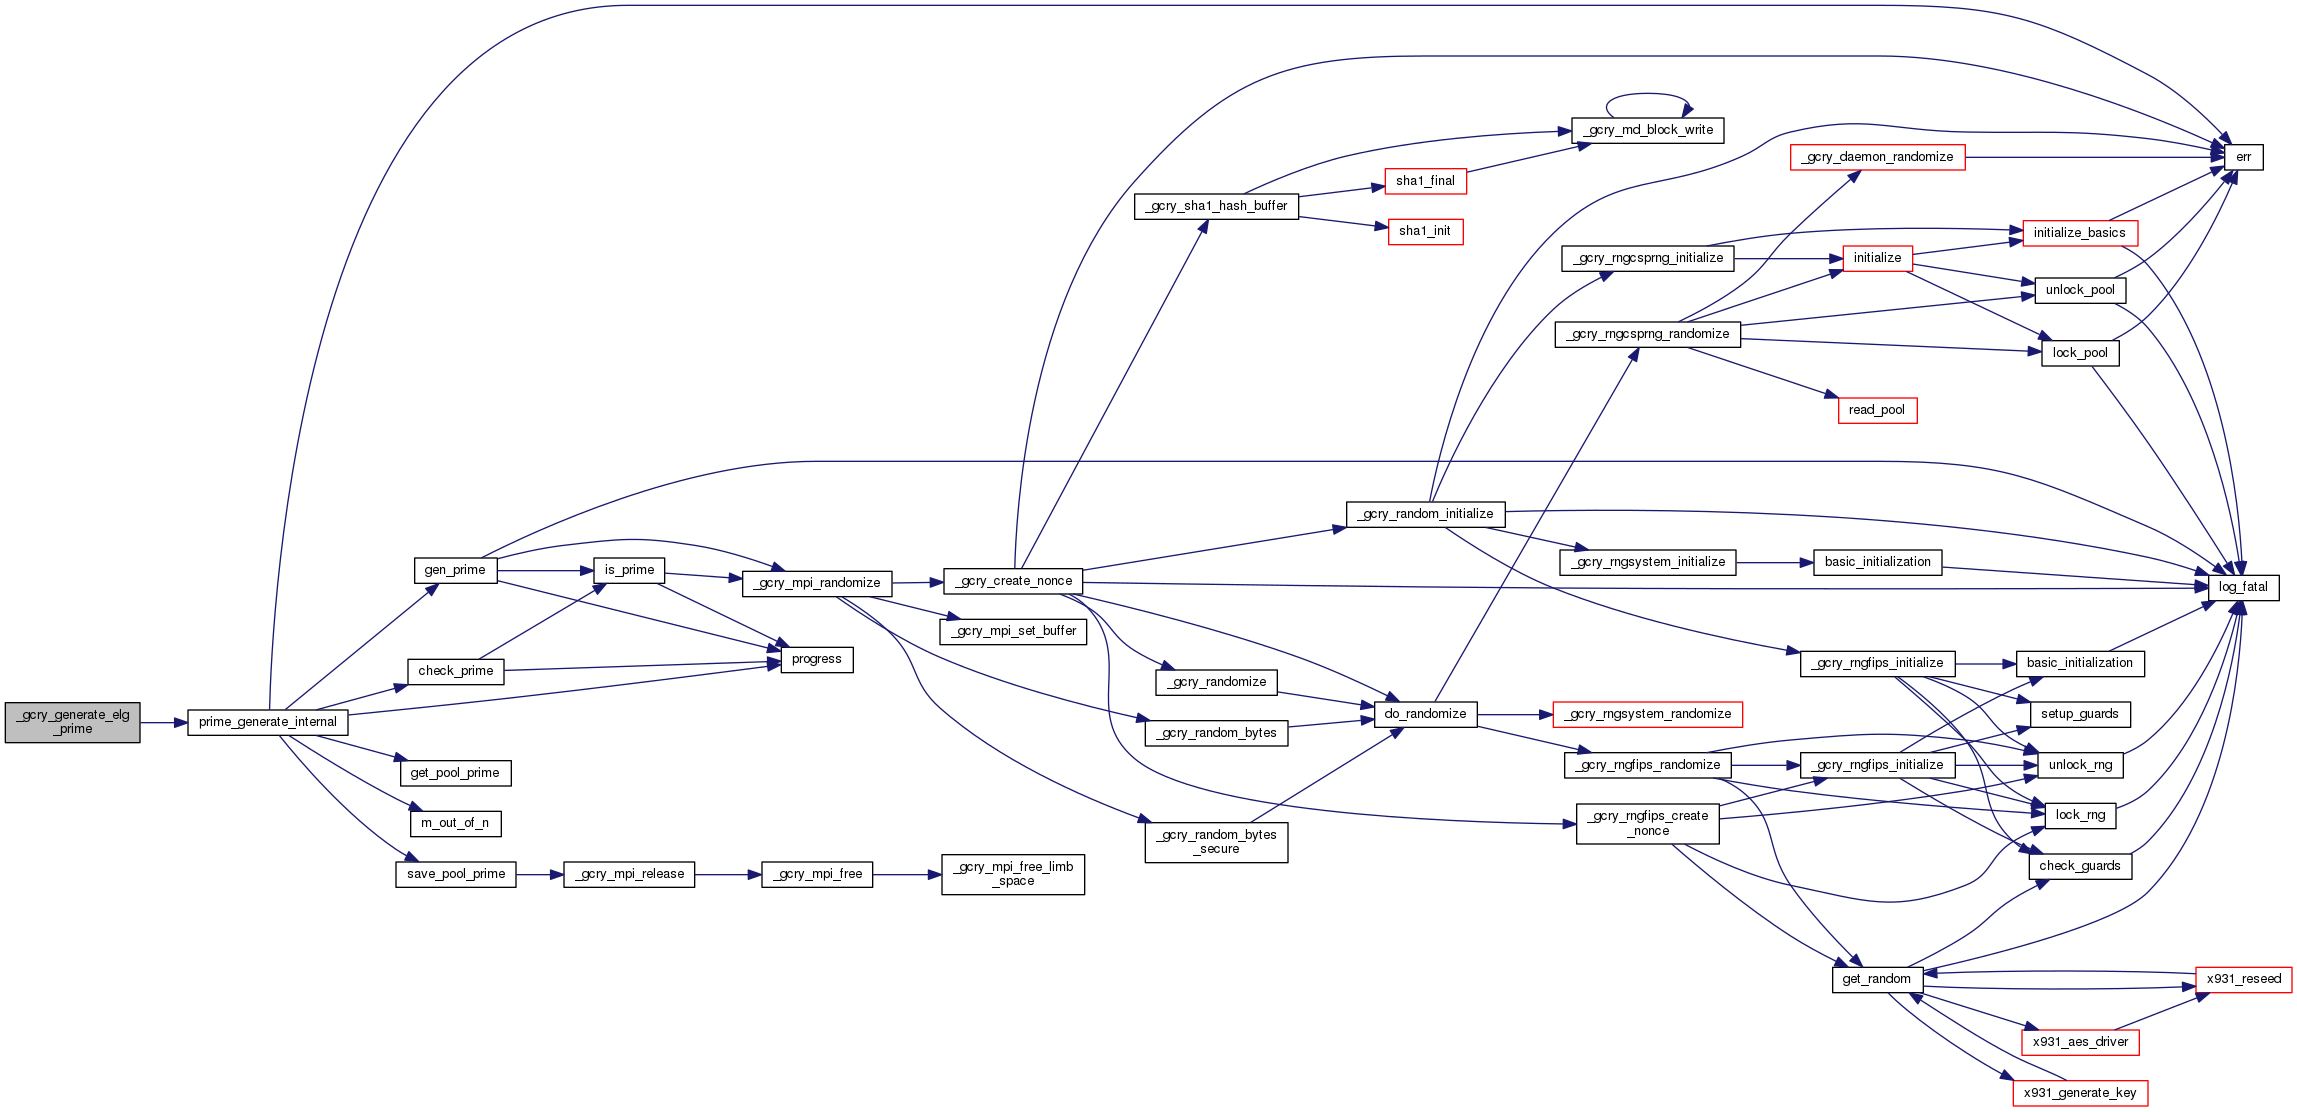 _gcry_generate_elg
_prime
prime_generate_internal
gen_prime
check_prime
get_pool_prime
m_out_of_n
save_pool_prime
is_prime
_gcry_mpi_release
_gcry_mpi_randomize
progress
_gcry_mpi_free
_gcry_create_nonce
_gcry_mpi_set_buffer
_gcry_mpi_free_limb
_space
_gcry_sha1_hash_buffer
_gcry_randomize
_gcry_random_bytes
_gcry_random_bytes
_secure
sha1_final
sha1_init
_gcry_random_initialize
do_randomize
_gcry_md_block_write
_gcry_rngcsprng_initialize
_gcry_rngcsprng_randomize
_gcry_rngsystem_initialize
_gcry_rngsystem_randomize
_gcry_rngfips_randomize
_gcry_rngfips_create
_nonce
_gcry_daemon_randomize
initialize
read_pool
basic_initialization
_gcry_rngfips_initialize
_gcry_rngfips_initialize
get_random
initialize_basics
unlock_pool
lock_pool
basic_initialization
setup_guards
unlock_rng
lock_rng
check_guards
x931_aes_driver
x931_generate_key
err
log_fatal
x931_reseed